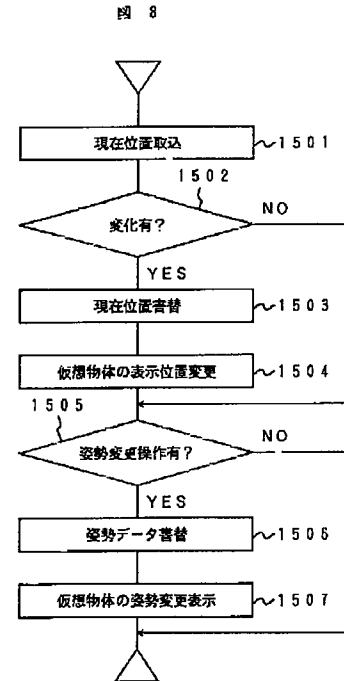 図 8
現在位置取込
1501
1502
変化有?
NO
YES
現在位置書替
1503
仮想物体の表示位置変更
1504
1505
姿勢変更操作有?
NO
YES
姿勢データ書替
1506
仮想物体の姿勢変更表示
1507